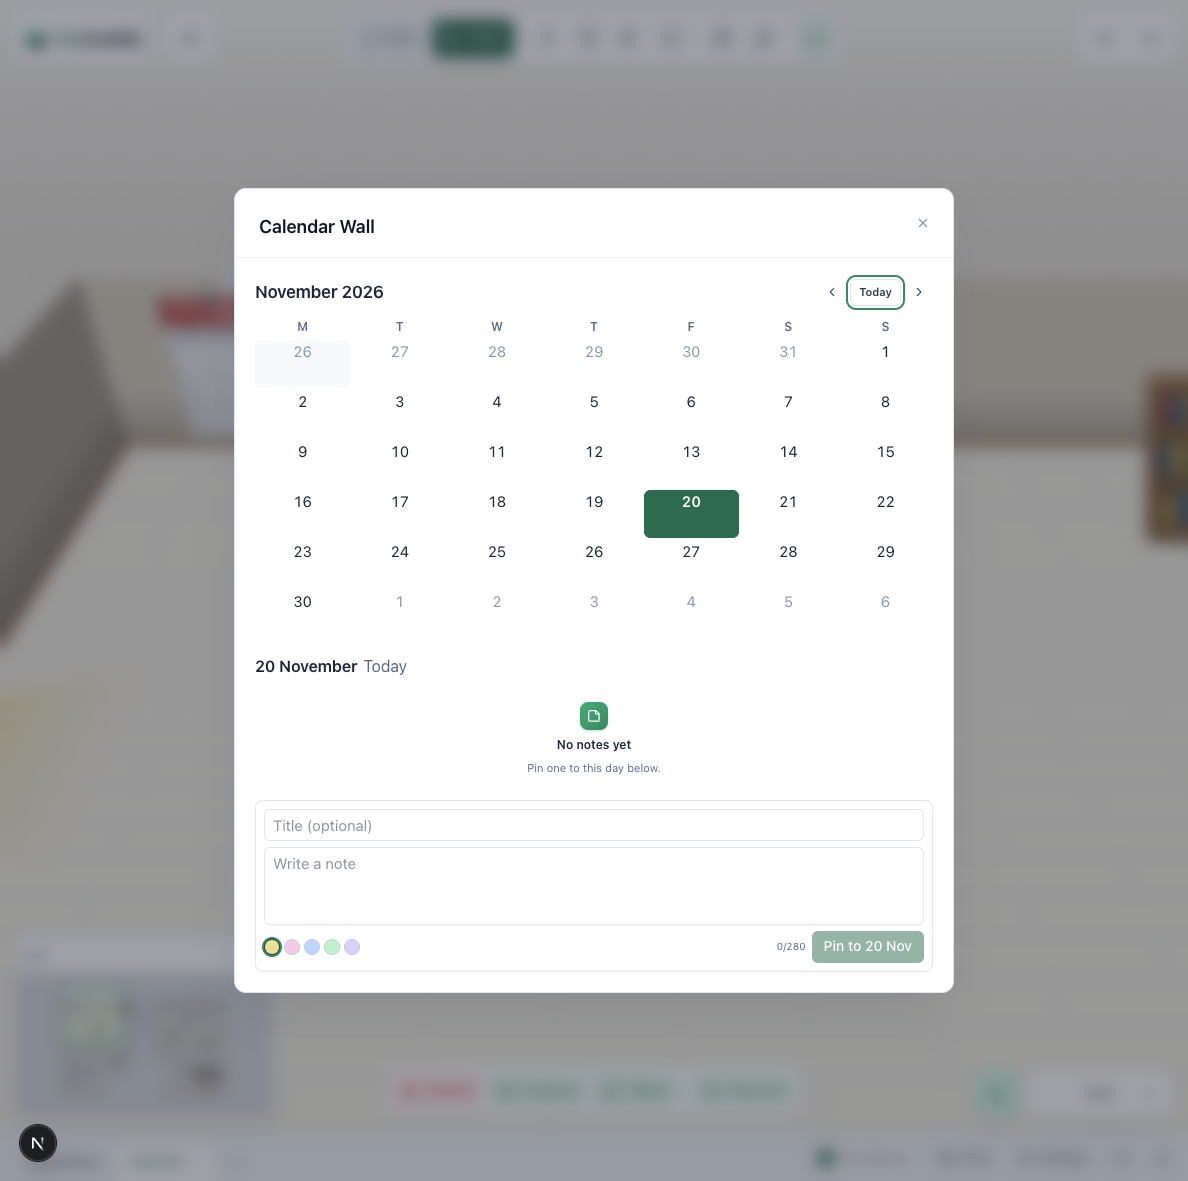 Calendar Wall
November 2026
Today
M T W T F S S
26 27 28 29 30 31 1
2 3 4 5 6 7 8
9 10 11 12 13 14 15
16 17 18 19 20 21 22
23 24 25 26 27 28 29
30 1 2 3 4 5 6
20 November Today
No notes yet
Pin one to this day below.
Title (optional)
Write a note
0/280 Pin to 20 Nov
N